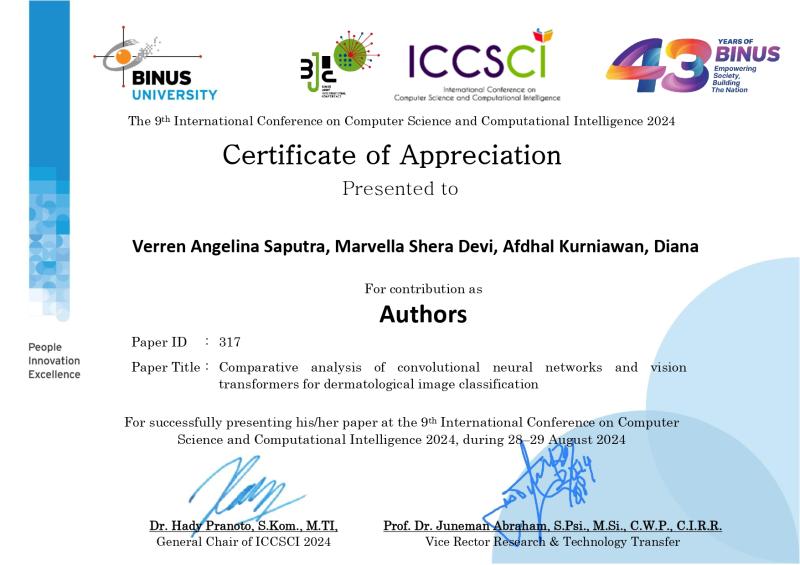 BINUS
UNIVERSITY
BJC
ICCSCI
International Conference on
Computer Science and Computational Intelligence
43
YEARS OF
BINUS
Empowering
Society,
Building
The Nation
The 9th International Conference on Computer Science and Computational Intelligence 2024
Certificate of Appreciation
Presented to
Verren Angelina Saputra, Marvella Shera Devi, Afdhal Kurniawan, Diana
For contribution as
Authors
Paper ID : 317
Paper Title : Comparative analysis of convolutional neural networks and vision
transformers for dermatological image classification
People
Innovation
Excellence
For successfully presenting his/her paper at the 9th International Conference on Computer
Science and Computational Intelligence 2024, during 28–29 August 2024
Dr. Hady Pranoto, S.Kom., M.TI,
General Chair of ICCSCI 2024
Prof. Dr. Juneman Abraham, S.Psi., M.Si., C.W.P., C.I.R.R.
Vice Rector Research & Technology Transfer